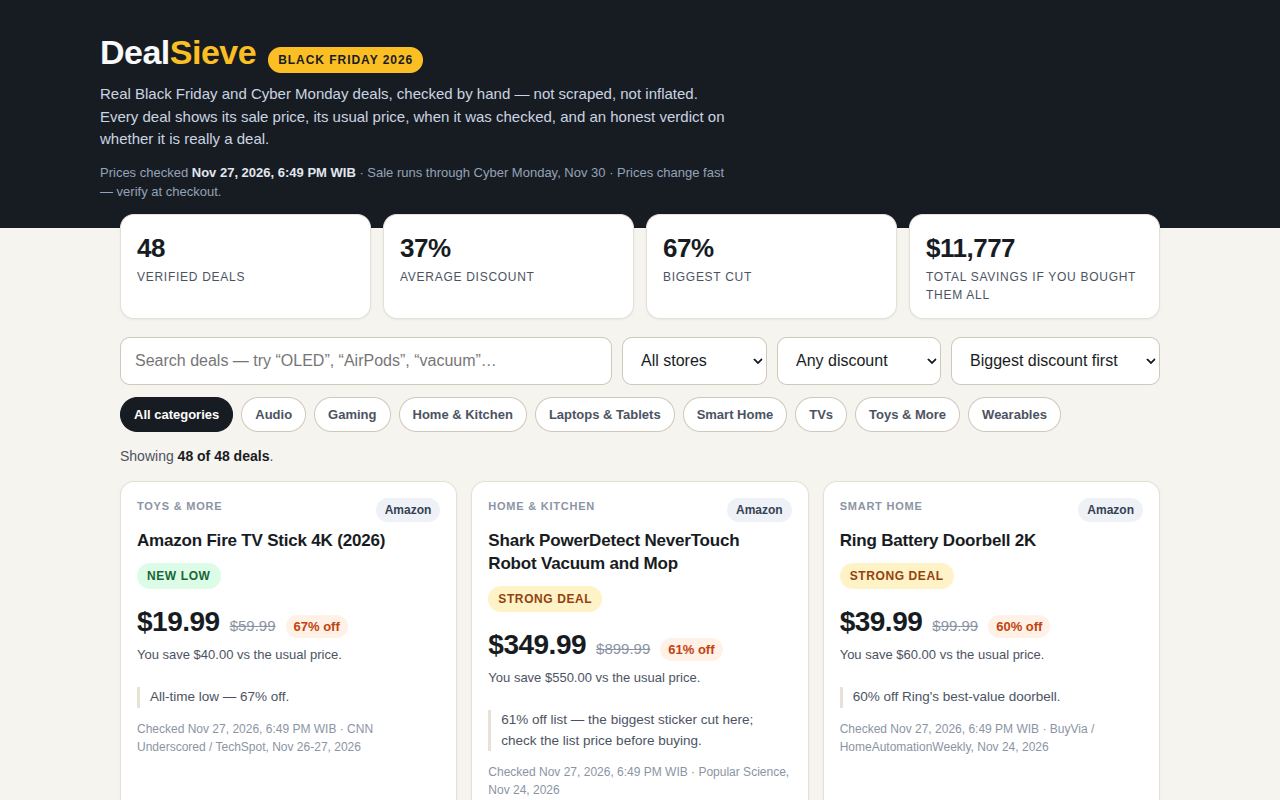 DealSieve BLACK FRIDAY 2026
Real Black Friday and Cyber Monday deals, checked by hand — not scraped, not inflated.
Every deal shows its sale price, its usual price, when it was checked, and an honest verdict on
whether it is really a deal.
Prices checked Nov 27, 2026, 6:49 PM WIB · Sale runs through Cyber Monday, Nov 30 · Prices change fast
— verify at checkout.
48
VERIFIED DEALS
37%
AVERAGE DISCOUNT
67%
BIGGEST CUT
$11,777
TOTAL SAVINGS IF YOU BOUGHT
THEM ALL
Search deals — try “OLED”, “AirPods”, “vacuum”…
All stores
Any discount
Biggest discount first
All categories
Audio
Gaming
Home & Kitchen
Laptops & Tablets
Smart Home
TVs
Toys & More
Wearables
Showing 48 of 48 deals.
TOYS & MORE
Amazon
Amazon Fire TV Stick 4K (2026)
NEW LOW
$19.99 $59.99 67% off
You save $40.00 vs the usual price.
All-time low — 67% off.
Checked Nov 27, 2026, 6:49 PM WIB · CNN
Underscored / TechSpot, Nov 26-27, 2026
HOME & KITCHEN
Amazon
Shark PowerDetect NeverTouch
Robot Vacuum and Mop
STRONG DEAL
$349.99 $899.99 61% off
You save $550.00 vs the usual price.
61% off list — the biggest sticker cut here;
check the list price before buying.
Checked Nov 27, 2026, 6:49 PM WIB · Popular Science,
Nov 24, 2026
SMART HOME
Amazon
Ring Battery Doorbell 2K
STRONG DEAL
$39.99 $99.99 60% off
You save $60.00 vs the usual price.
60% off Ring's best-value doorbell.
Checked Nov 27, 2026, 6:49 PM WIB · BuyVia /
HomeAutomationWeekly, Nov 24, 2026